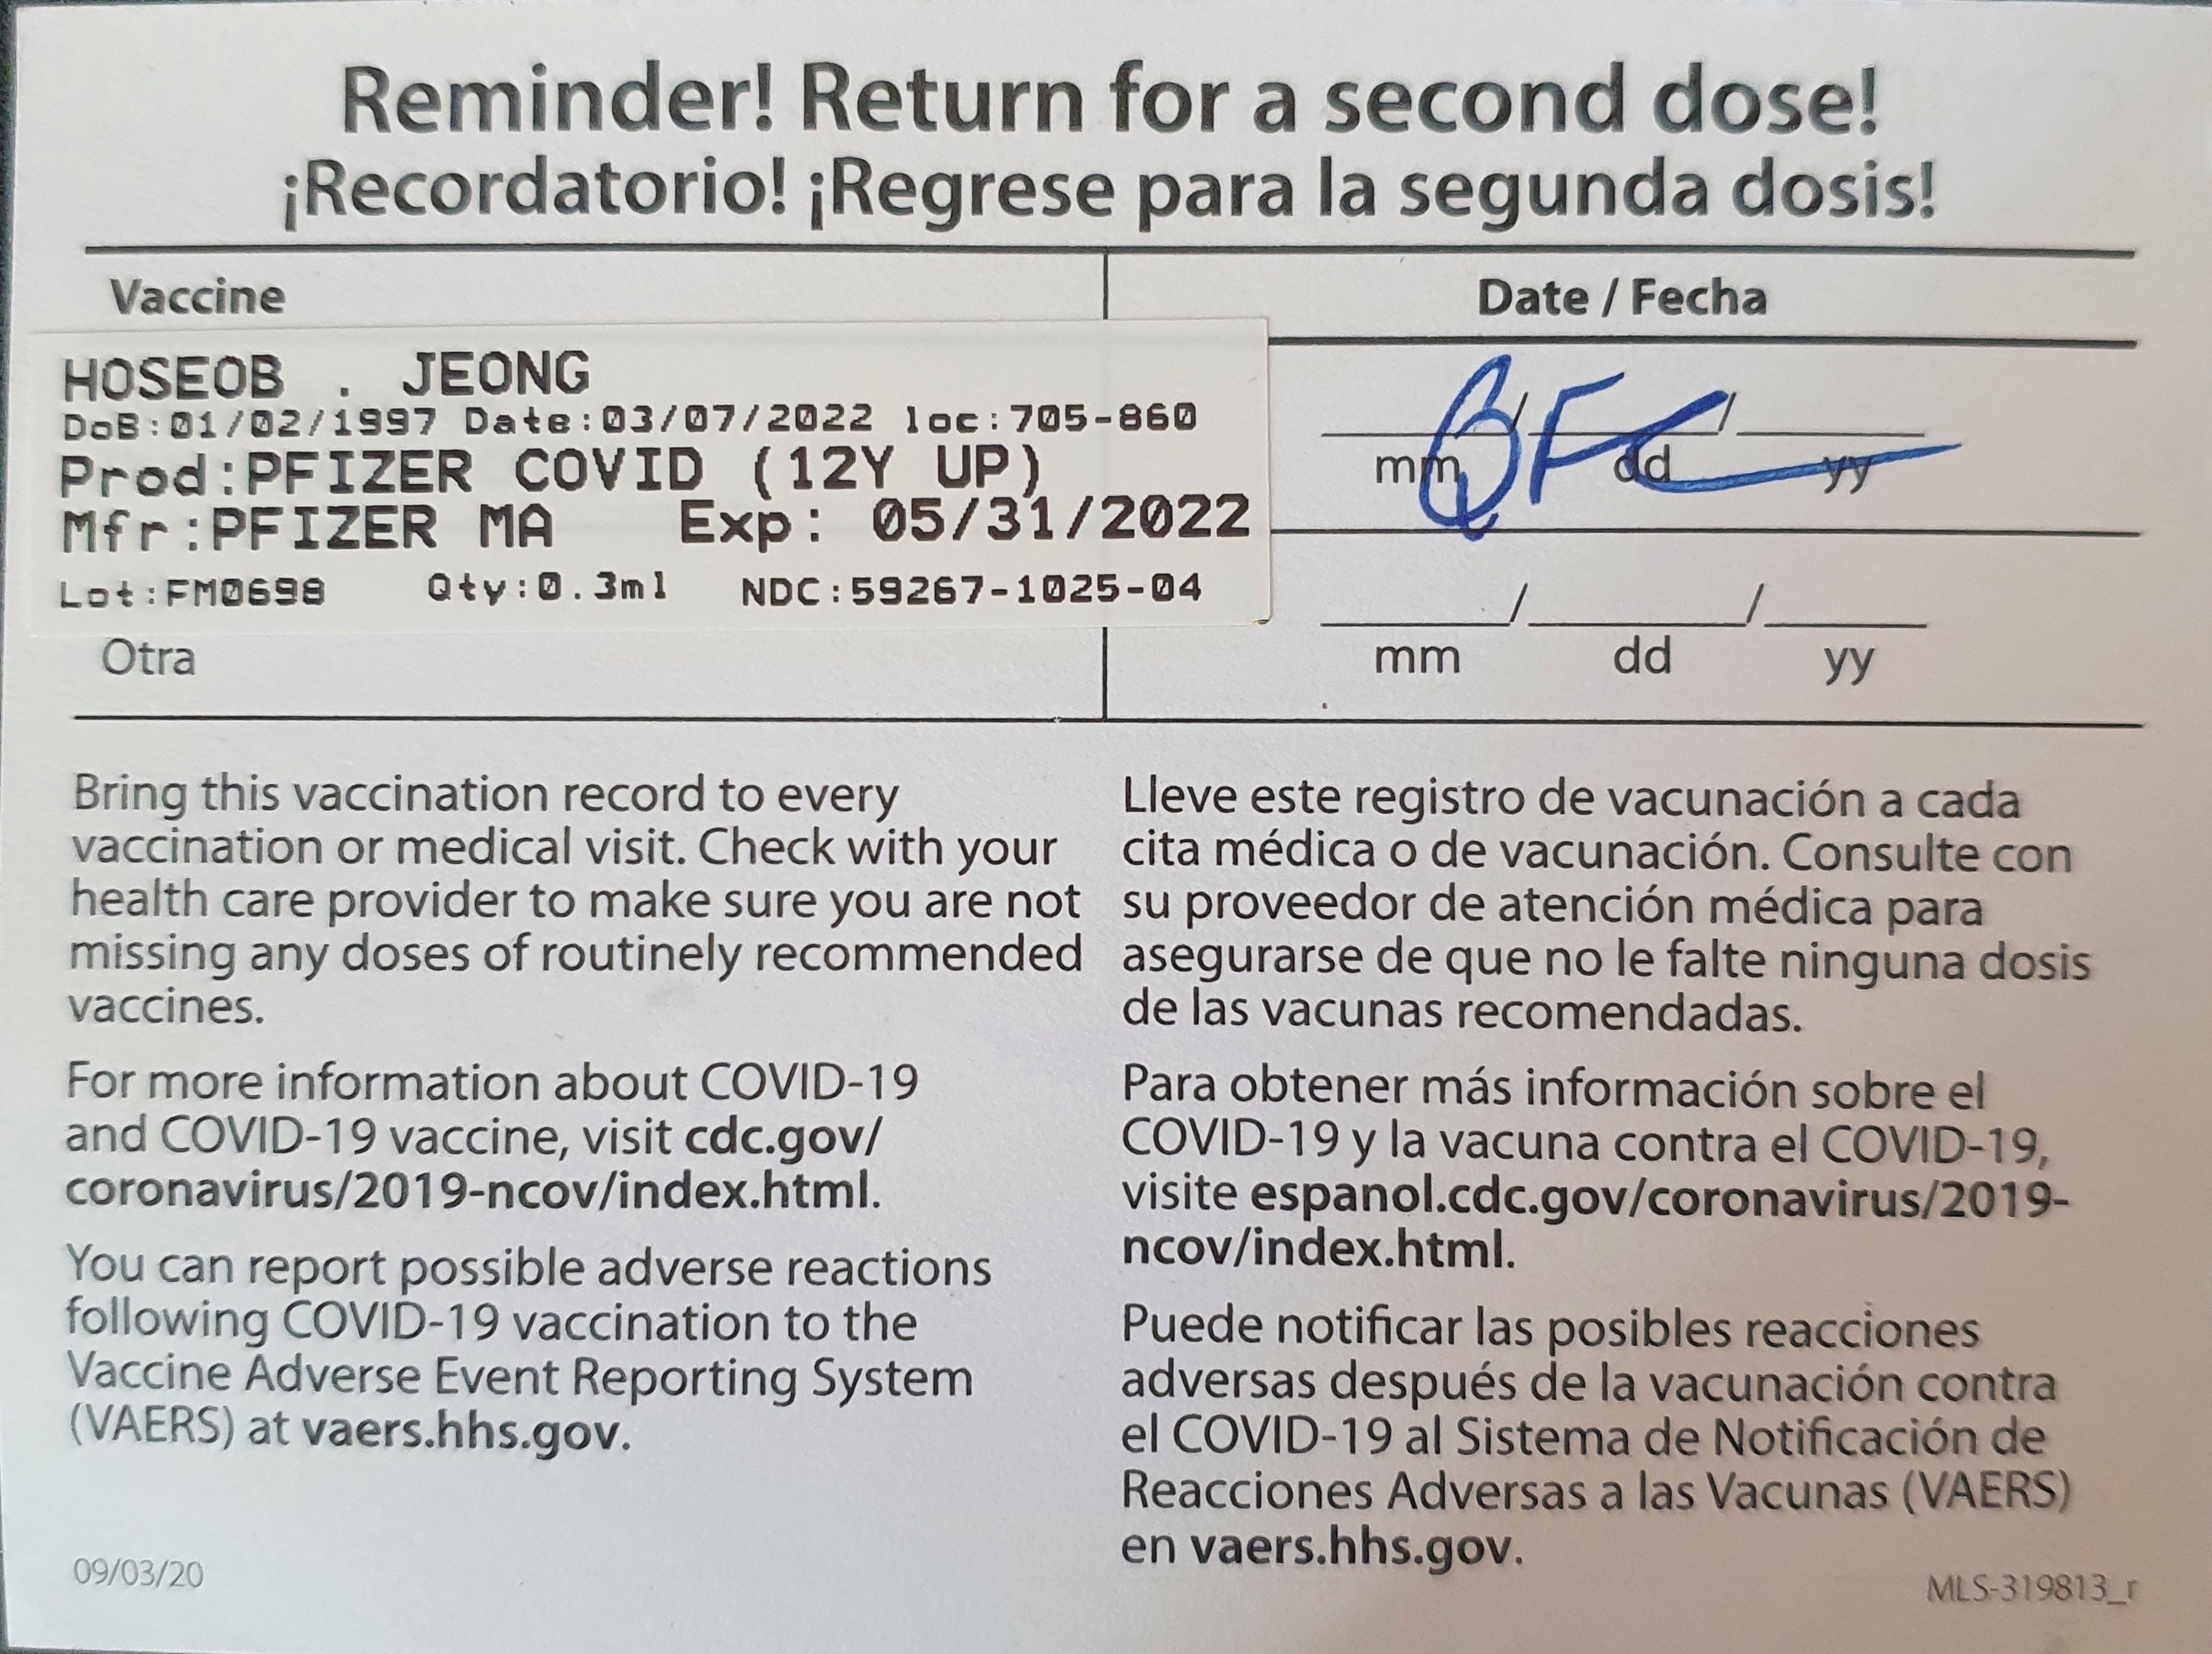 Reminder! Return for a second dose!
¡Recordatorio! ¡Regrese para la segunda dosis!
Vaccine
Date / Fecha
HOSEOB . JEONG
DoB:01/02/1997 Date:03/07/2022 loc:705-860
Prod:PFIZER COVID (12Y UP)
Mfr:PFIZER MA Exp: 05/31/2022
Lot:FM0698 Qty:0.3ml NDC:59267-1025-04
/ /
mm dd yy
Otra
/ /
mm dd yy
Bring this vaccination record to every
vaccination or medical visit. Check with your
health care provider to make sure you are not
missing any doses of routinely recommended
vaccines.
For more information about COVID-19
and COVID-19 vaccine, visit cdc.gov/
coronavirus/2019-ncov/index.html.
You can report possible adverse reactions
following COVID-19 vaccination to the
Vaccine Adverse Event Reporting System
(VAERS) at vaers.hhs.gov.
09/03/20
Lleve este registro de vacunación a cada
cita médica o de vacunación. Consulte con
su proveedor de atención médica para
asegurarse de que no le falte ninguna dosis
de las vacunas recomendadas.
Para obtener más información sobre el
COVID-19 y la vacuna contra el COVID-19,
visite espanol.cdc.gov/coronavirus/2019-
ncov/index.html.
Puede notificar las posibles reacciones
adversas después de la vacunación contra
el COVID-19 al Sistema de Notificación de
Reacciones Adversas a las Vacunas (VAERS)
en vaers.hhs.gov.
MLS-319813_r